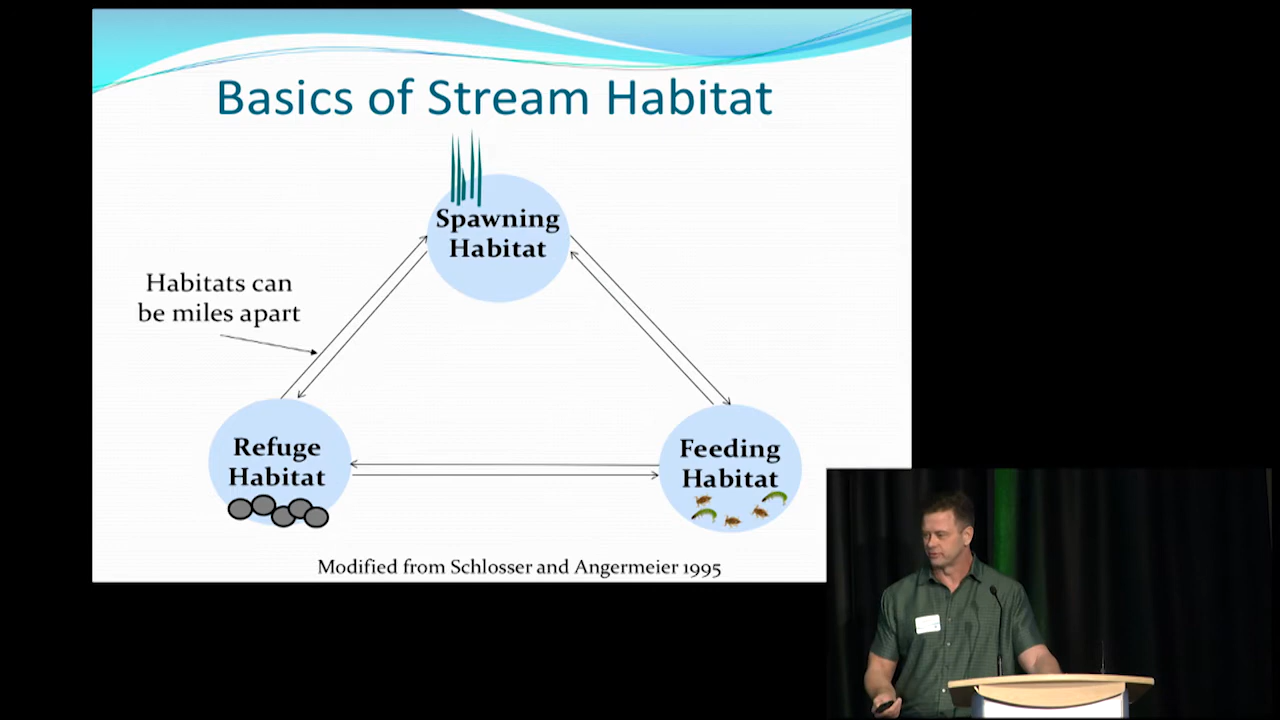 Basics of Stream Habitat
Spawning
Habitat
Habitats can
be miles apart
Refuge
Habitat
Feeding
Habitat
Modified from Schlosser and Angermeier 1995